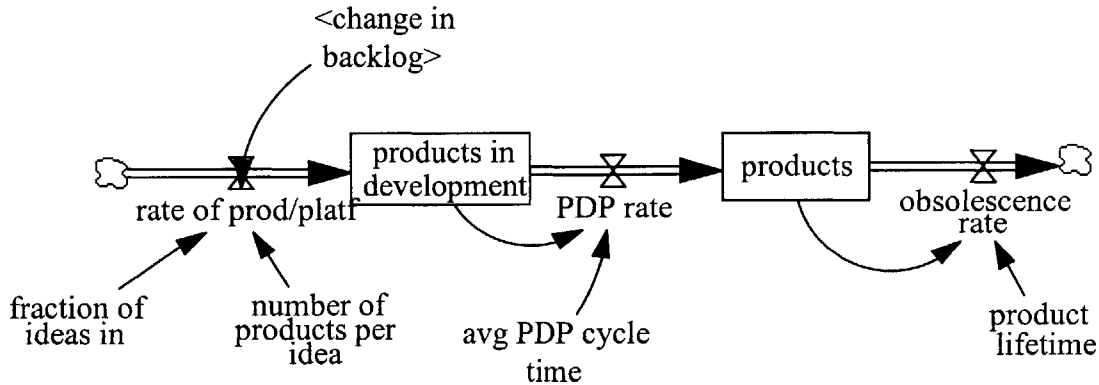 <change in
backlog>
products in
development
products
rate of prod/platf
PDP rate
obsolescence
rate
fraction of
ideas in
number of
products per
idea
avg PDP cycle
time
product
lifetime